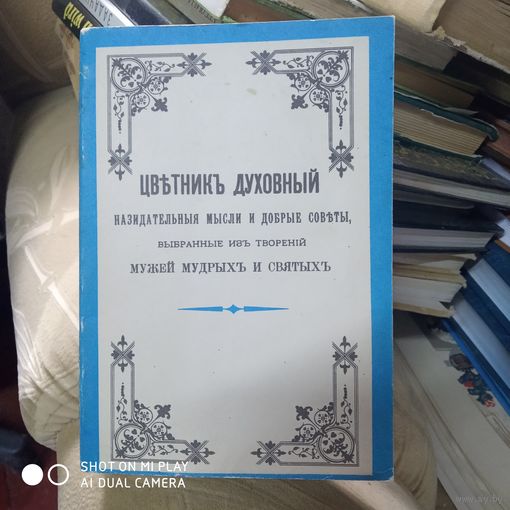 ЦВѢТНИКЪ ДУХОВНЫЙ
НАЗИДАТЕЛЬНЫЯ МЫСЛИ И ДОБРЫЕ СОВѢТЫ,
ВЫБРАННЫЕ ИЗЪ ТВОРЕНІЙ
МУЖЕЙ МУДРЫХЪ И СВЯТЫХЪ
SHOT ON MI PLAY
AI DUAL CAMERA